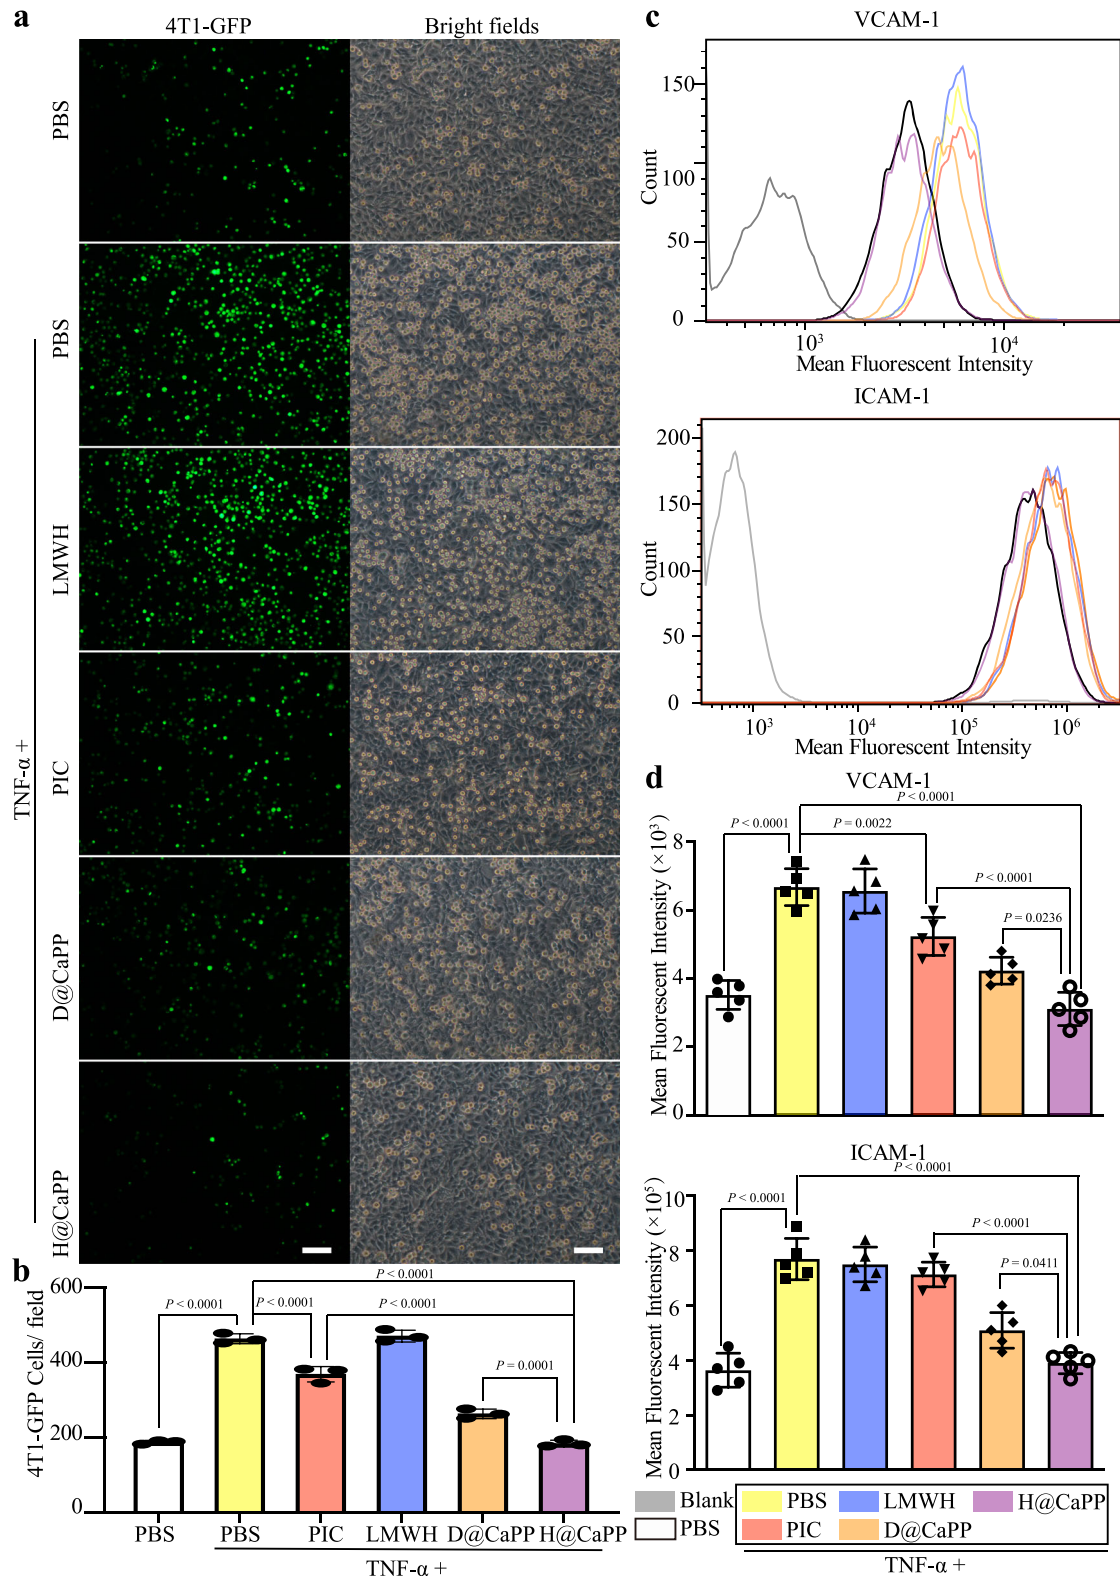 a
4T1-GFP
Bright fields
PBS
PBS
LMWH
PIC
D@CaPP
H@CaPP
TNF-α +
b
4T1-GFP Cells/ field
600
400
200
0
P < 0.0001
P < 0.0001
P < 0.0001
P < 0.0001
P = 0.0001
PBS
PBS
PIC
LMWH
D@CaPP
H@CaPP
TNF-α +
c
VCAM-1
Count
150
100
50
0
10³
10⁴
Mean Fluorescent Intensity
ICAM-1
Count
200
150
100
50
0
10³
10⁴
10⁵
10⁶
Mean Fluorescent Intensity
d
VCAM-1
Mean Fluorescent Intensity (×10³)
8
6
4
2
0
P < 0.0001
P < 0.0001
P = 0.0022
P < 0.0001
P = 0.0236
ICAM-1
Mean Fluorescent Intensity (×10⁵)
10
8
6
4
2
0
P < 0.0001
P < 0.0001
P < 0.0001
P = 0.0411
Blank
PBS
PBS
LMWH
H@CaPP
PIC
D@CaPP
TNF-α +